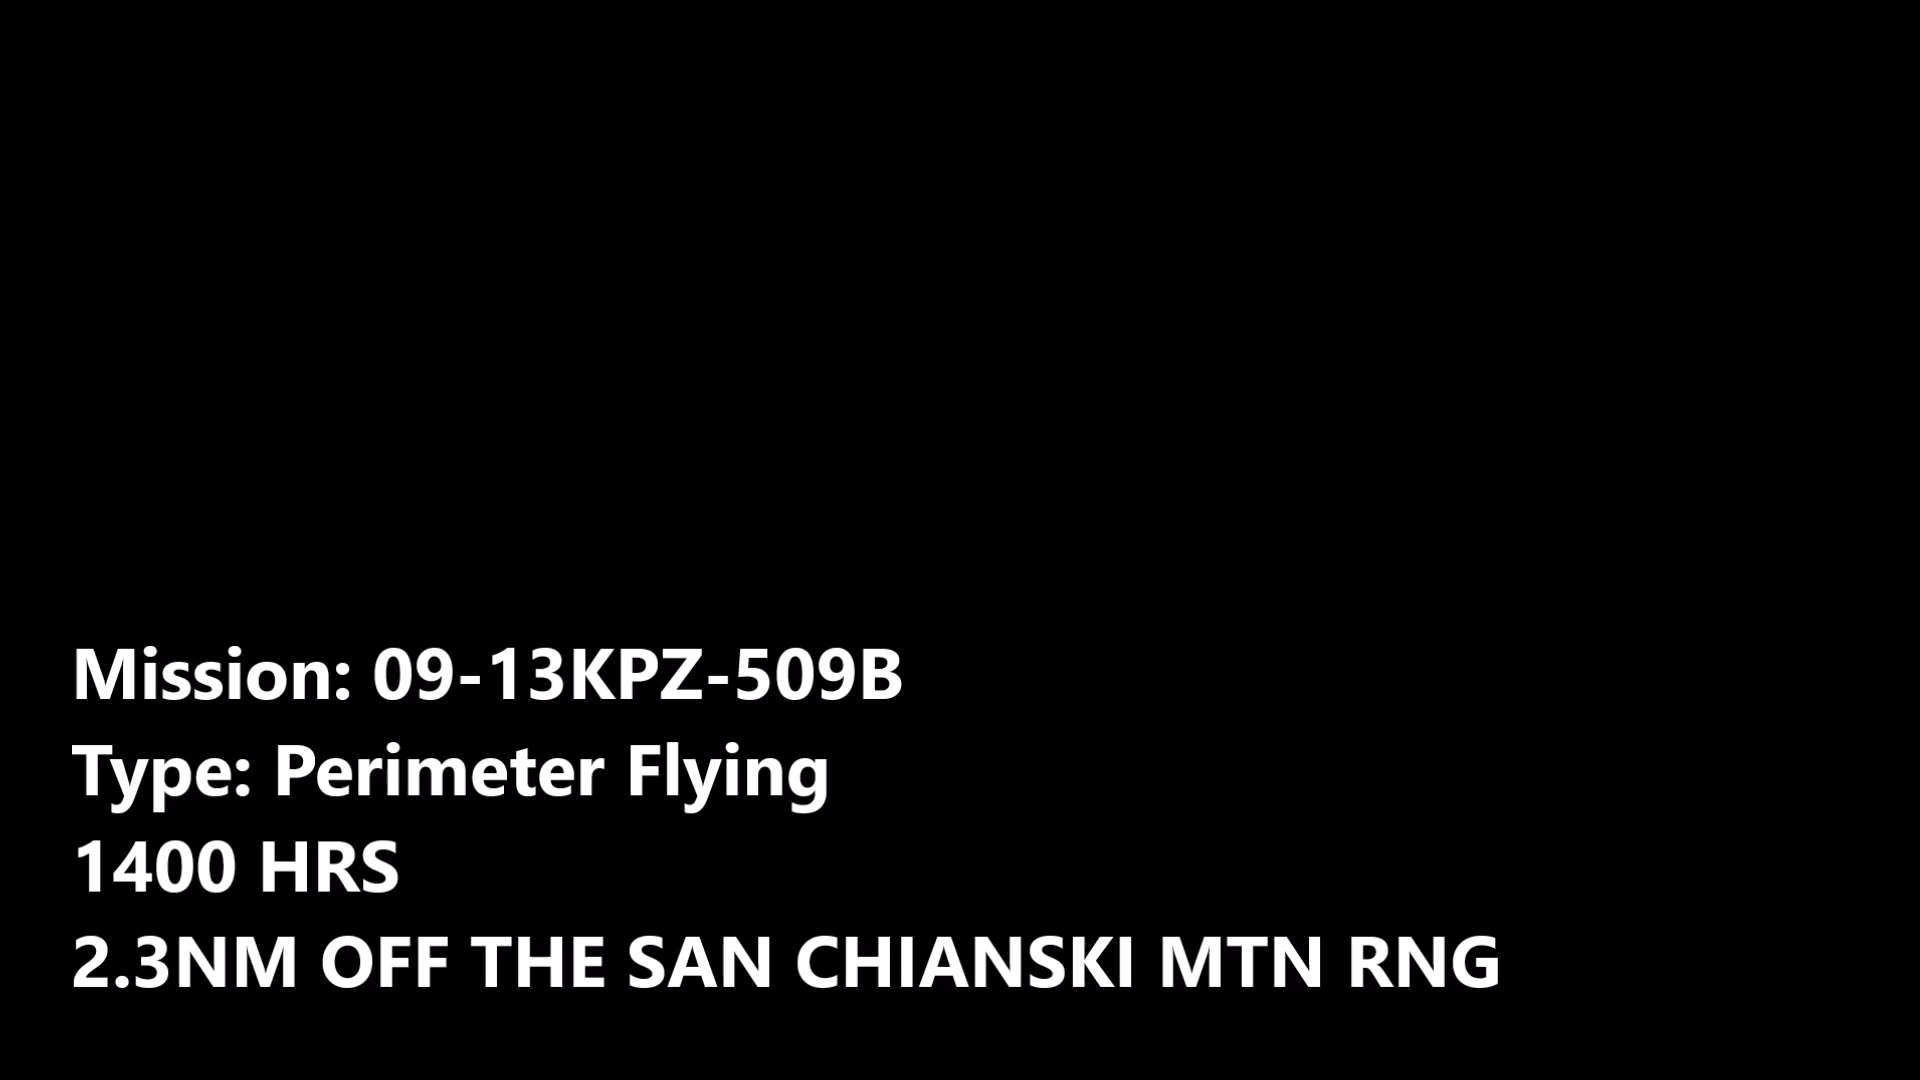 Mission: 09-13KPZ-509B
Type: Perimeter Flying
1400 HRS
2.3NM OFF THE SAN CHIANSKI MTN RNG